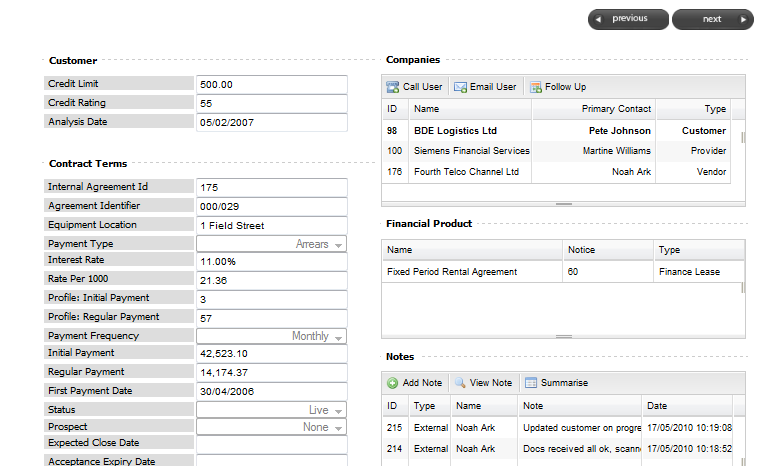 previous next
Customer
Credit Limit 500.00
Credit Rating 55
Analysis Date 05/02/2007
Contract Terms
Internal Agreement Id 175
Agreement Identifier 000/029
Equipment Location 1 Field Street
Payment Type Arrears
Interest Rate 11.00%
Rate Per 1000 21.36
Profile: Initial Payment 3
Profile: Regular Payment 57
Payment Frequency Monthly
Initial Payment 42,523.10
Regular Payment 14,174.37
First Payment Date 30/04/2006
Status Live
Prospect None
Expected Close Date
Acceptance Expiry Date
Companies
Call User Email User Follow Up
ID Name Primary Contact Type
98 BDE Logistics Ltd Pete Johnson Customer
100 Siemens Financial Services Martine Williams Provider
176 Fourth Telco Channel Ltd Noah Ark Vendor
Financial Product
Name Notice Type
Fixed Period Rental Agreement 60 Finance Lease
Notes
Add Note View Note Summarise
ID Type Name Note Date
215 External Noah Ark Updated customer on progre 17/05/2010 10:19:08
214 External Noah Ark Docs received all ok, scann 17/05/2010 10:18:52